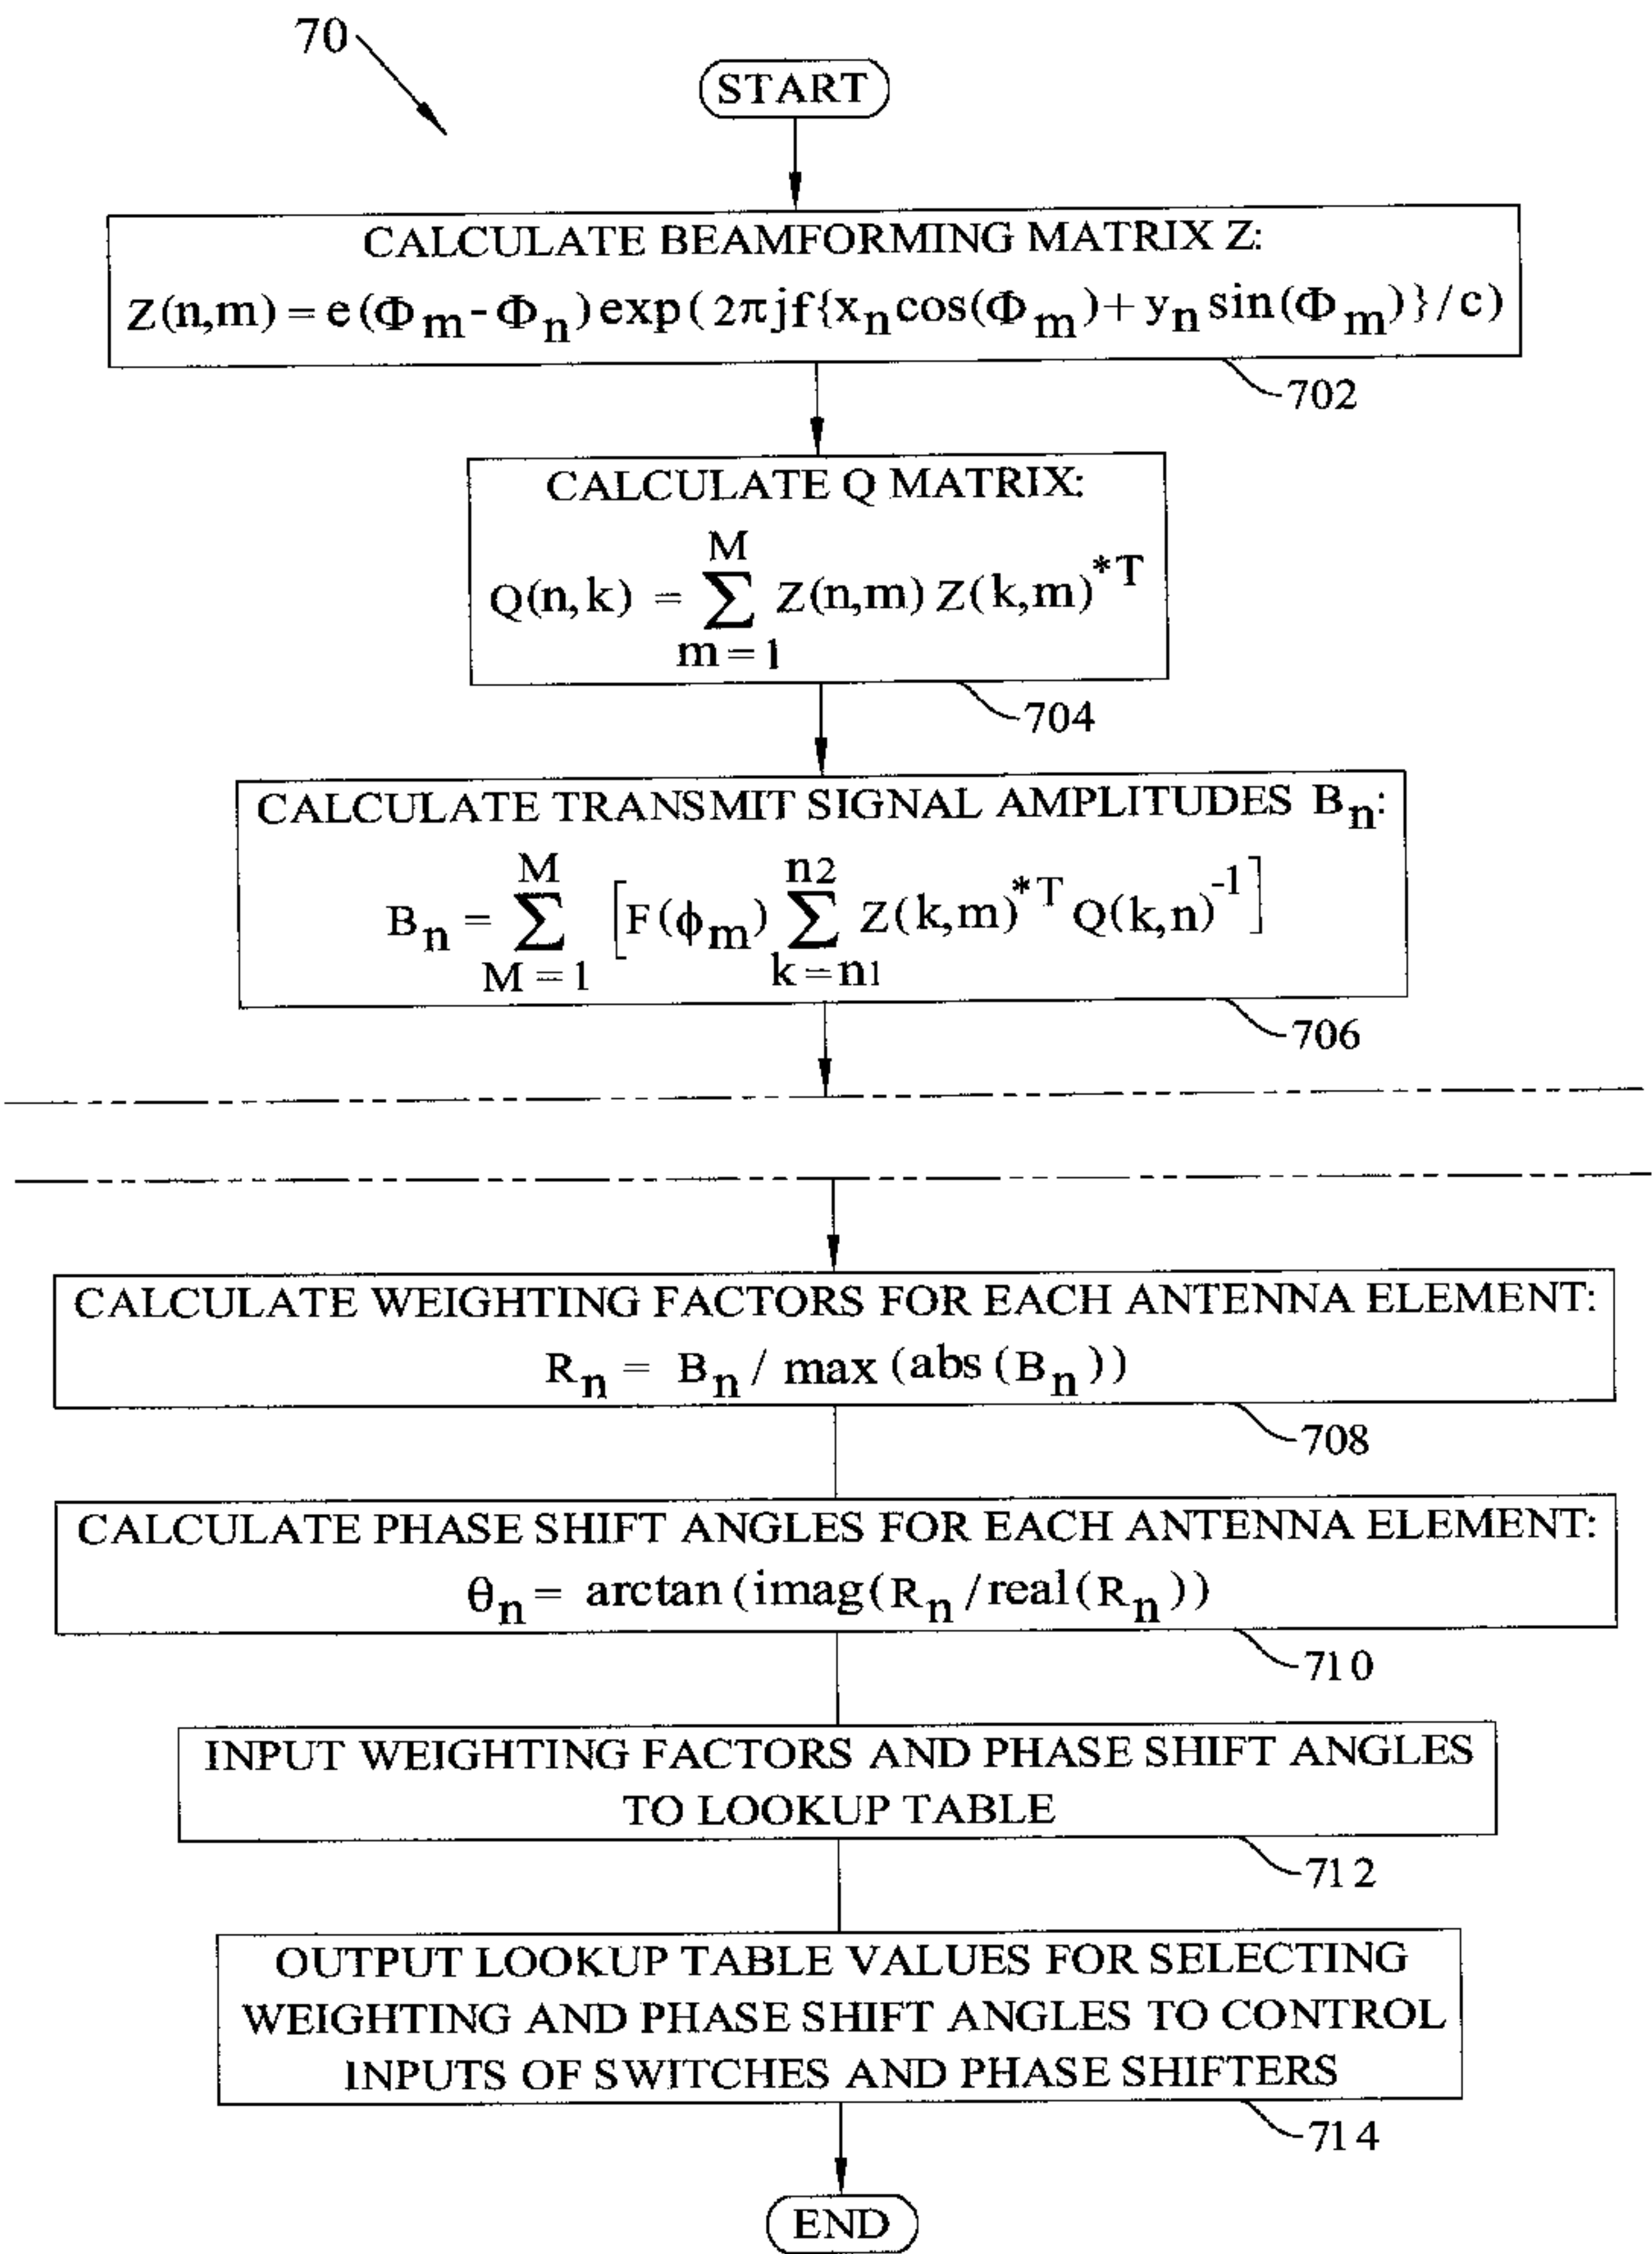 70
START
CALCULATE BEAMFORMING MATRIX Z:
Z(n,m) = e(Φm-Φn)exp(2πjf{xn cos(Φm)+yn sin(Φm)}/c)
702
CALCULATE Q MATRIX:
Q(n,k) = M∑m=1 Z(n,m) Z(k,m)*T
704
CALCULATE TRANSMIT SIGNAL AMPLITUDES Bn:
Bn = M∑M=1 [F(ϕm) n2∑k=n1 Z(k,m)*T Q(k,n)-1]
706
CALCULATE WEIGHTING FACTORS FOR EACH ANTENNA ELEMENT:
Rn = Bn / max (abs (Bn))
708
CALCULATE PHASE SHIFT ANGLES FOR EACH ANTENNA ELEMENT:
θn = arctan (imag(Rn /real(Rn))
710
INPUT WEIGHTING FACTORS AND PHASE SHIFT ANGLES
TO LOOKUP TABLE
712
OUTPUT LOOKUP TABLE VALUES FOR SELECTING
WEIGHTING AND PHASE SHIFT ANGLES TO CONTROL
INPUTS OF SWITCHES AND PHASE SHIFTERS
714
END